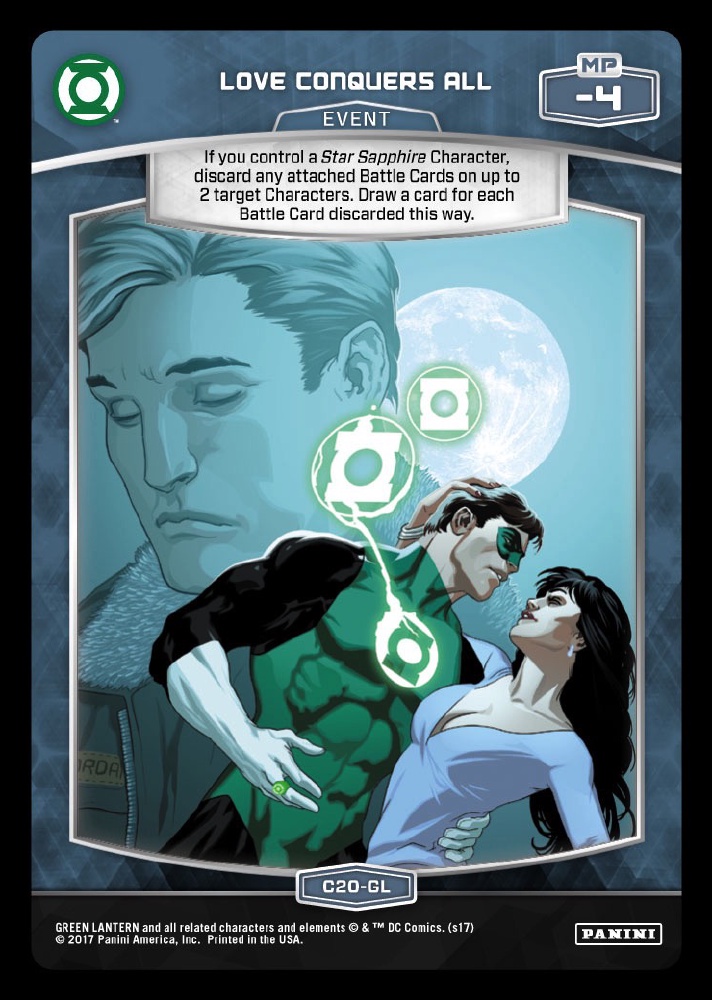 MP
LOVE CONQUERS ALL
-4
EVENT
If you control a Star Sapphire Character,
discard any attached Battle Cards on up to
2 target Characters. Draw a card for each
Battle Card discarded this way.
ORDAN
C20-GL
GREEN LANTERN and all related characters and elements © & ™ DC Comics. (s17)
© 2017 Panini America, Inc. Printed in the USA.
PANINI